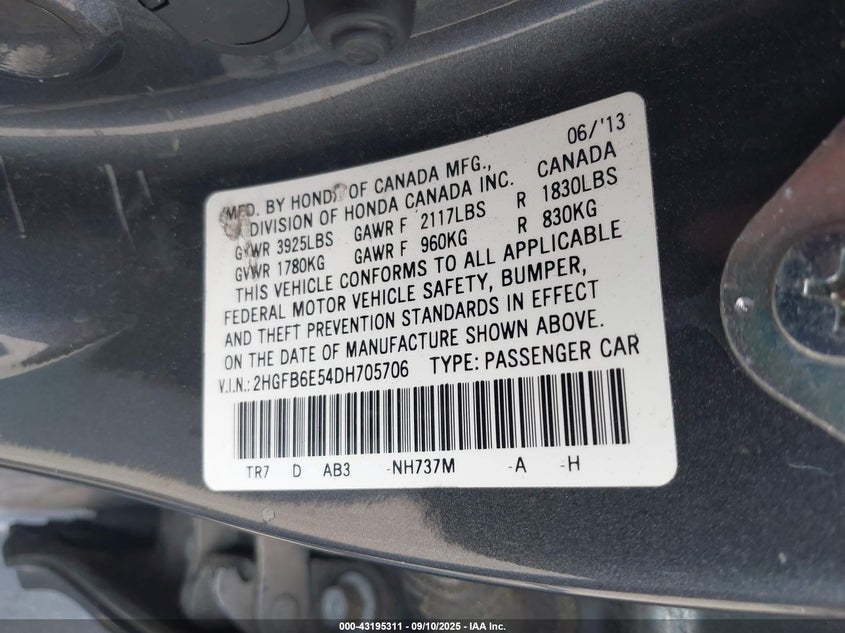 06/'13
MFD. BY HONDA OF CANADA MFG., CANADA
A DIVISION OF HONDA CANADA INC.
GVWR 3925LBS GAWR F 2117LBS R 1830LBS
GVWR 1780KG GAWR F 960KG R 830KG
THIS VEHICLE CONFORMS TO ALL APPLICABLE
FEDERAL MOTOR VEHICLE SAFETY, BUMPER,
AND THEFT PREVENTION STANDARDS IN EFFECT
ON THE DATE OF MANUFACTURE SHOWN ABOVE.
V.I.N.: 2HGFB6E54DH705706 TYPE: PASSENGER CAR
TR7 D AB3 -NH737M -A -H
000-43195311 - 09/10/2025 - IAA Inc.